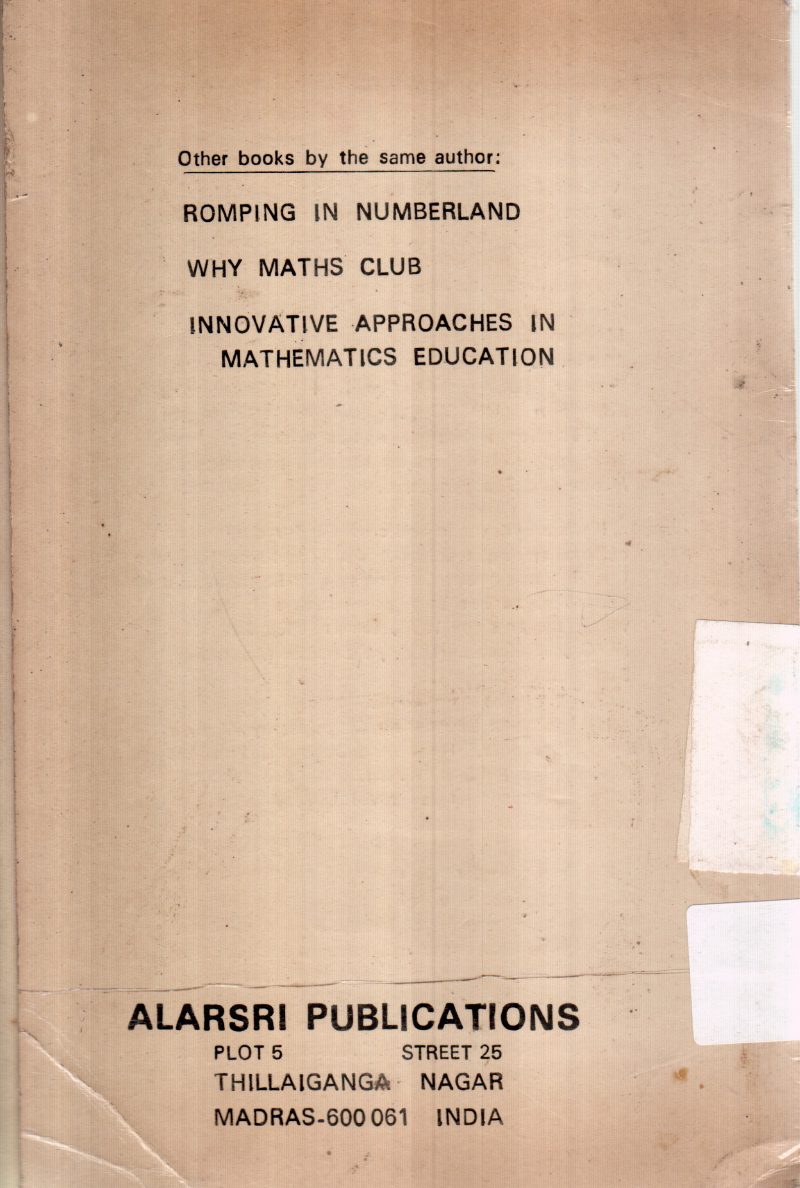 Other books by the same author:
ROMPING IN NUMBERLAND
WHY MATHS CLUB
INNOVATIVE APPROACHES IN
MATHEMATICS EDUCATION
ALARSRI PUBLICATIONS
PLOT 5 STREET 25
THILLAIGANGA NAGAR
MADRAS-600 061 INDIA